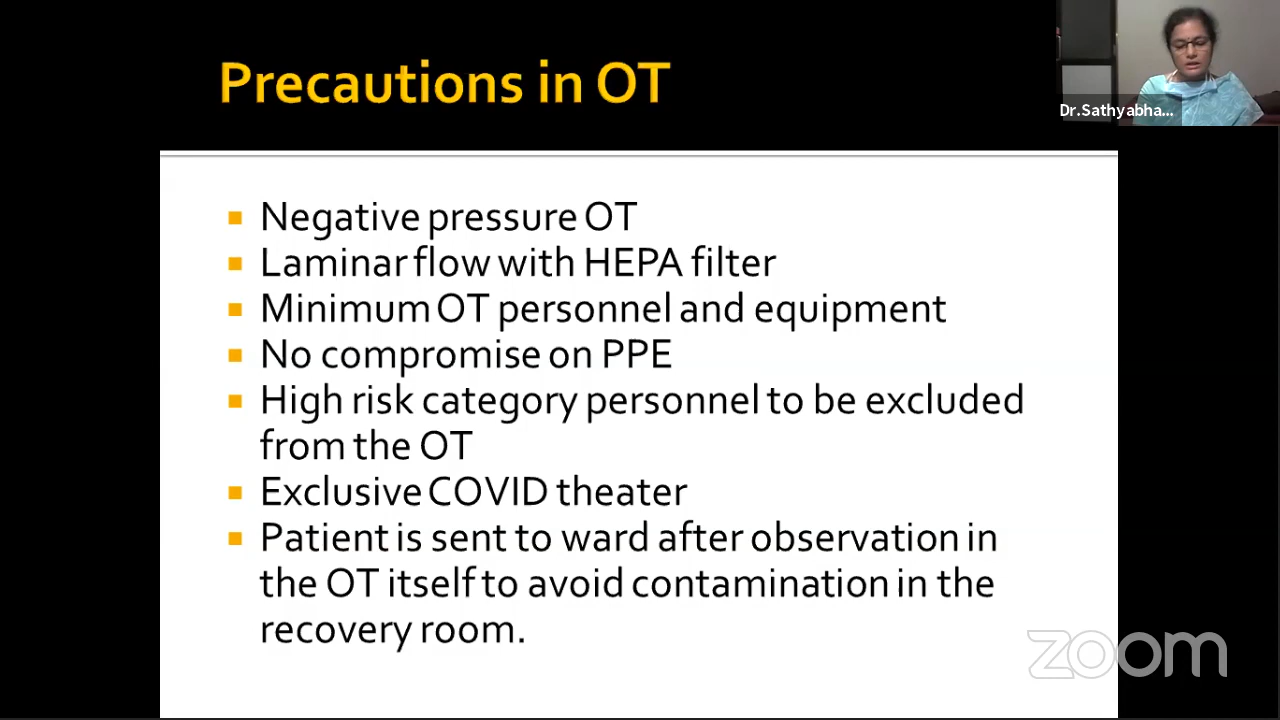 Precautions in OT
Dr.Sathyabha...
Negative pressure OT
Laminar flow with HEPA filter
Minimum OT personnel and equipment
No compromise on PPE
High risk category personnel to be excluded
from the OT
Exclusive COVID theater
Patient is sent to ward after observation in
the OT itself to avoid contamination in the
recovery room.
zoom